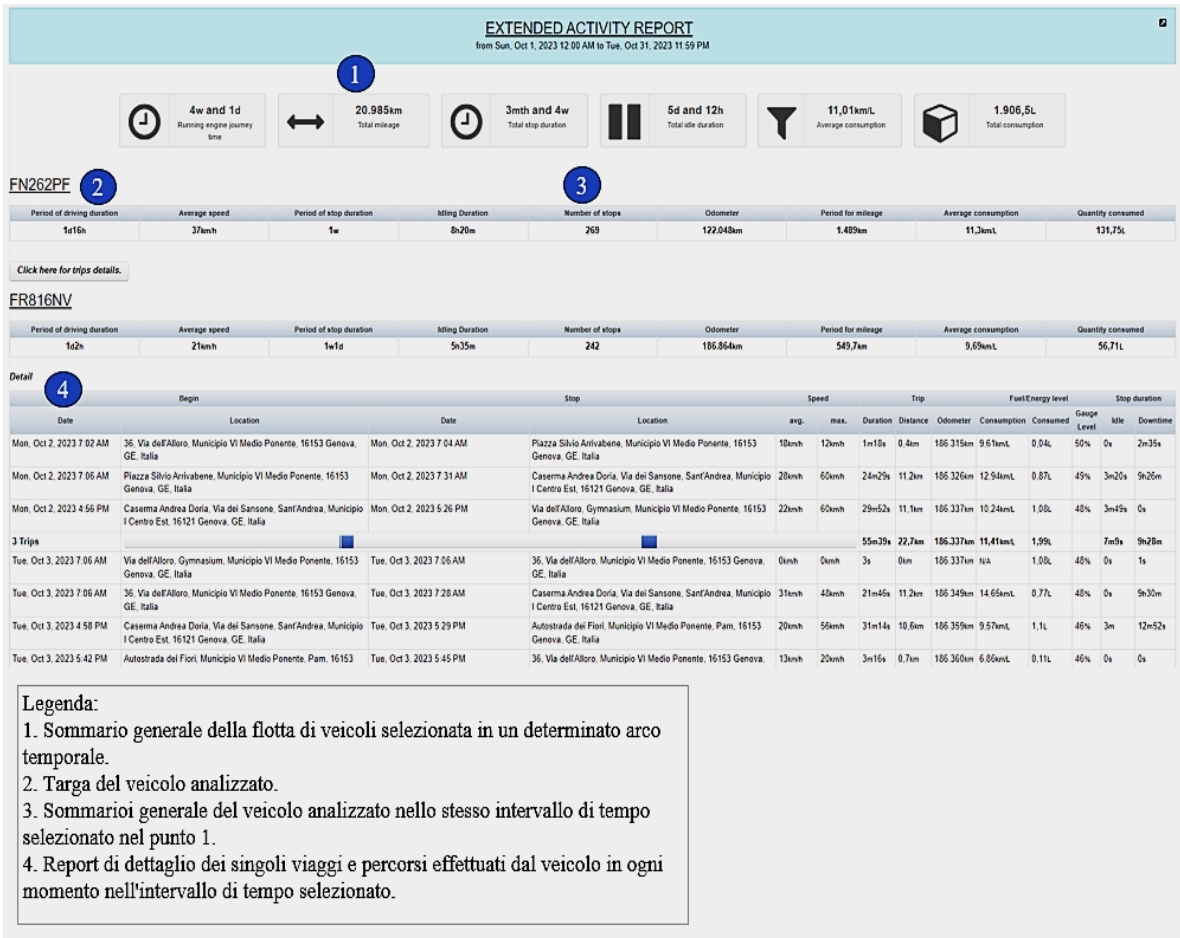 EXTENDED ACTIVITY REPORT
from Sun, Oct 1, 2023 12:00 AM to Tue, Oct 31, 2023 11:59 PM
1
4w and 1d
Running engine journey
time
20.985km
Total mileage
3mth and 4w
Total stop duration
5d and 12h
Total idle duration
11,01km/L
Average consumption
1.906,5L
Total consumption
FN262PF 2 3
Period of driving duration Average speed Period of stop duration Idling Duration Number of stops Odometer Period for mileage Average consumption Quantity consumed
1d16h 37km/h 1w 8h20m 269 122.048km 1.489km 11,3km/L 131,75L
Click here for trips details.
FR816NV
Period of driving duration Average speed Period of stop duration Idling Duration Number of stops Odometer Period for mileage Average consumption Quantity consumed
1d2h 21km/h 1w1d 5h35m 242 186.864km 549,7km 9,69km/L 56,71L
Detail
4
Begin Stop Speed Trip Fuel/Energy level Stop duration
Date Location Date Location avg. max. Duration Distance Odometer Consumption Consumed Gauge Level Idle Downtime
Mon, Oct 2, 2023 7:02 AM 36, Via dell'Alloro, Municipio VI Medio Ponente, 16153 Genova, Mon, Oct 2, 2023 7:04 AM Piazza Silvio Arrivabene, Municipio VI Medio Ponente, 16153 18km/h 12km/h 1m18s 0,4km 186.315km 9,61km/L 0,04L 50% 0s 2m35s
GE, Italia Genova, GE, Italia
Mon, Oct 2, 2023 7:06 AM Piazza Silvio Arrivabene, Municipio VI Medio Ponente, 16153 Mon, Oct 2, 2023 7:31 AM Caserma Andrea Doria, Via dei Sansone, Sant'Andrea, Municipio 28km/h 60km/h 24m29s 11,2km 186.326km 12,94km/L 0,87L 49% 3m20s 9h26m
Genova, GE, Italia I Centro Est, 16121 Genova, GE, Italia
Mon, Oct 2, 2023 4:56 PM Caserma Andrea Doria, Via dei Sansone, Sant'Andrea, Municipio Mon, Oct 2, 2023 5:26 PM Via dell'Alloro, Gymnasium, Municipio VI Medio Ponente, 16153 22km/h 60km/h 29m52s 11,1km 186.337km 10,24km/L 1,08L 48% 3m49s 0s
I Centro Est, 16121 Genova, GE, Italia Genova, GE, Italia
3 Trips 55m39s 22,7km 186.337km 11,41km/L 1,99L 7m9s 9h28m
Tue, Oct 3, 2023 7:06 AM Via dell'Alloro, Gymnasium, Municipio VI Medio Ponente, 16153 Tue, Oct 3, 2023 7:06 AM 36, Via dell'Alloro, Municipio VI Medio Ponente, 16153 Genova, 0km/h 0km/h 3s 0km 186.337km N/A 1,08L 48% 0s 1s
Genova, GE, Italia GE, Italia
Tue, Oct 3, 2023 7:06 AM 36, Via dell'Alloro, Municipio VI Medio Ponente, 16153 Genova, Tue, Oct 3, 2023 7:28 AM Caserma Andrea Doria, Via dei Sansone, Sant'Andrea, Municipio 31km/h 48km/h 21m46s 11,2km 186.349km 14,65km/L 0,77L 48% 0s 9h30m
GE, Italia I Centro Est, 16121 Genova, GE, Italia
Tue, Oct 3, 2023 4:58 PM Caserma Andrea Doria, Via dei Sansone, Sant'Andrea, Municipio Tue, Oct 3, 2023 5:29 PM Autostrada dei Fiori, Municipio VI Medio Ponente, Pam, 16153 20km/h 56km/h 31m14s 10,6km 186.359km 9,57km/L 1,1L 46% 3m 12m52s
I Centro Est, 16121 Genova, GE, Italia Genova, GE, Italia
Tue, Oct 3, 2023 5:42 PM Autostrada dei Fiori, Municipio VI Medio Ponente, Pam, 16153 Tue, Oct 3, 2023 5:45 PM 36, Via dell'Alloro, Municipio VI Medio Ponente, 16153 Genova, 13km/h 20km/h 3m16s 0,7km 186.360km 6,86km/L 0,11L 46% 0s 0s
Legenda:
1. Sommario generale della flotta di veicoli selezionata in un determinato arco
temporale.
2. Targa del veicolo analizzato.
3. Sommarioi generale del veicolo analizzato nello stesso intervallo di tempo
selezionato nel punto 1.
4. Report di dettaglio dei singoli viaggi e percorsi effettuati dal veicolo in ogni
momento nell'intervallo di tempo selezionato.